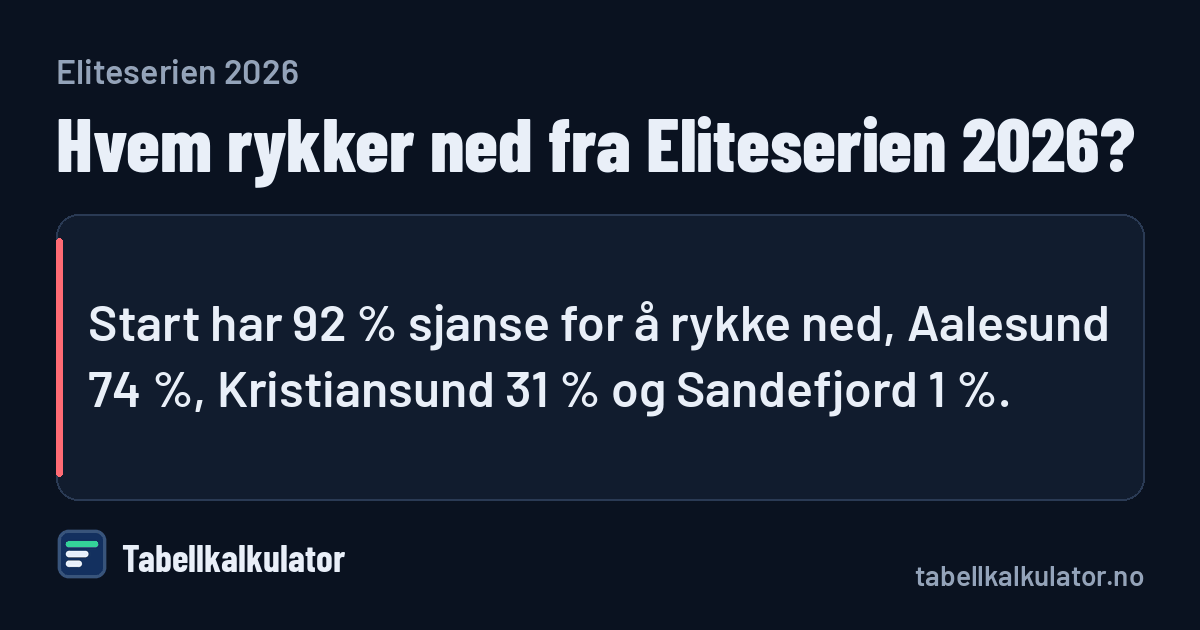 Eliteserien 2026
Hvem rykker ned fra Eliteserien 2026?
Start har 92 % sjanse for å rykke ned, Aalesund
74 %, Kristiansund 31 % og Sandefjord 1 %.
Tabellkalkulator
tabellkalkulator.no